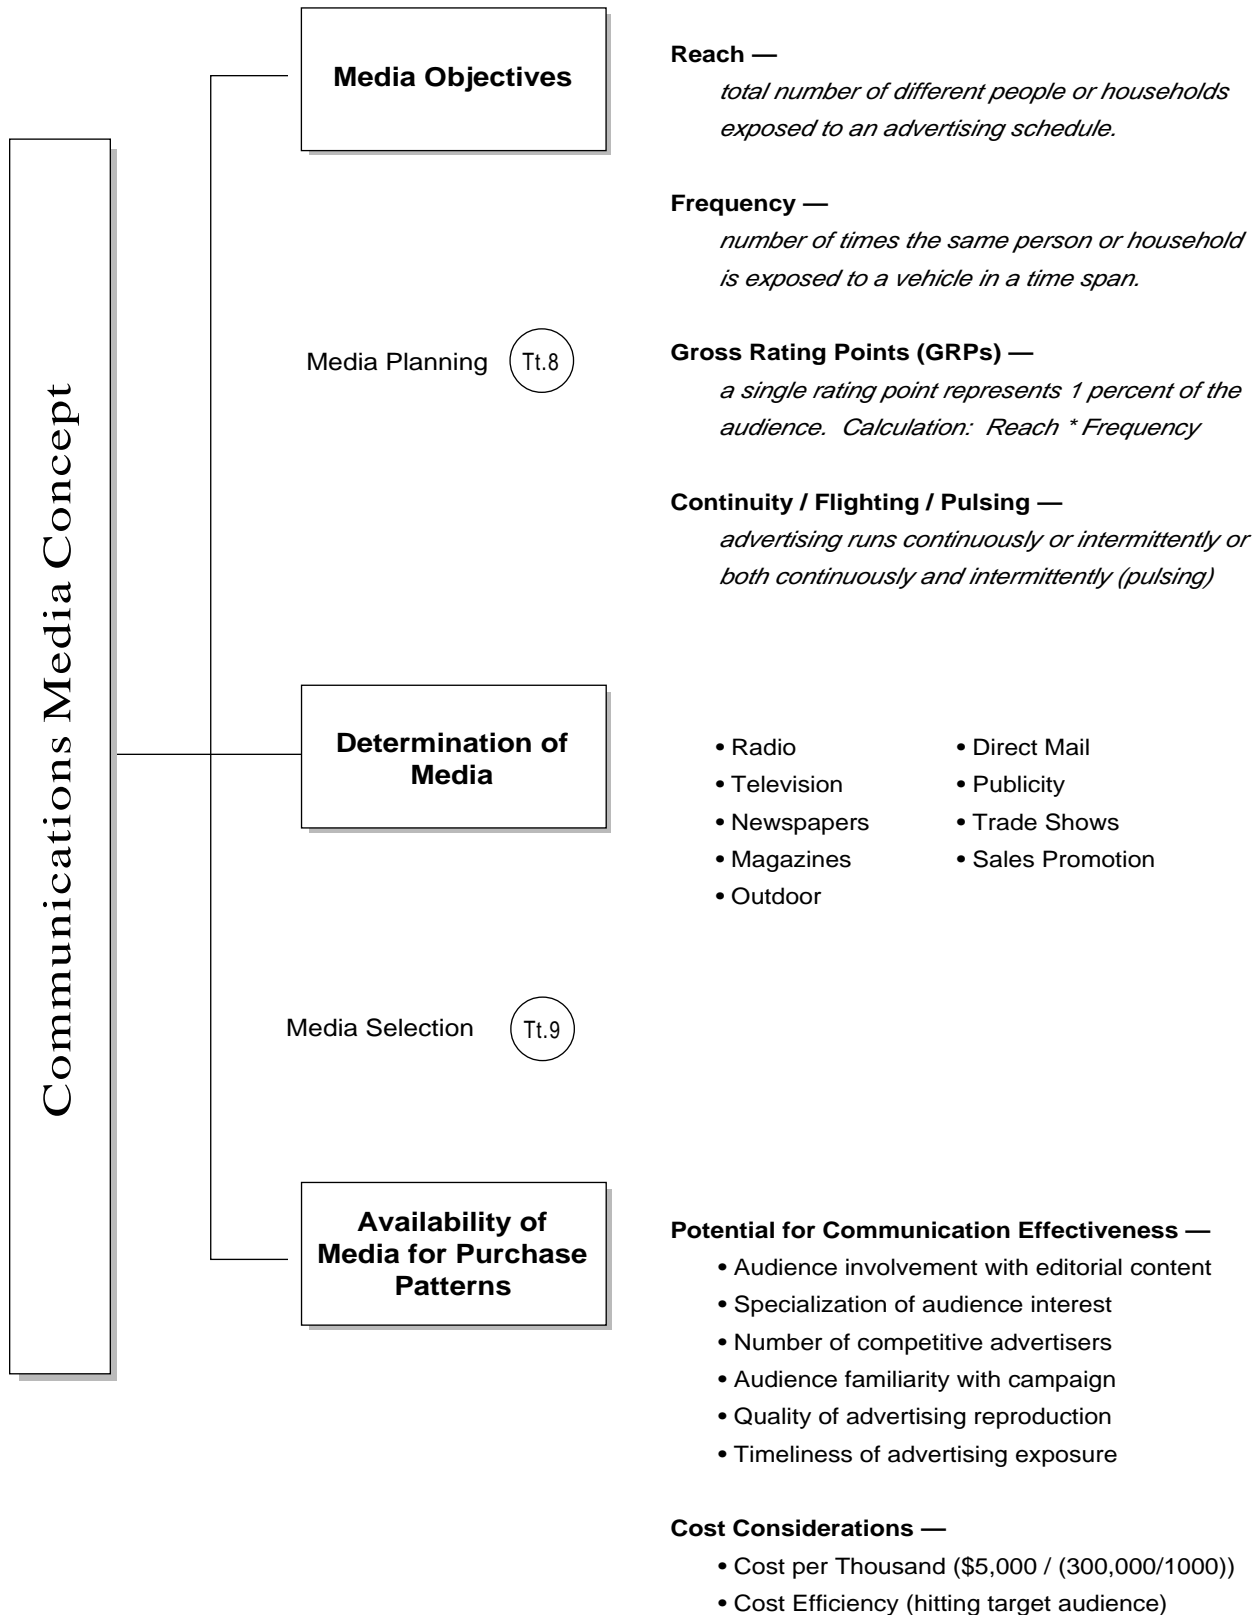 Communications Media Concept
Media Objectives
Reach —
total number of different people or households
exposed to an advertising schedule.
Frequency —
number of times the same person or household
is exposed to a vehicle in a time span.
Media Planning Tt.8
Gross Rating Points (GRPs) —
a single rating point represents 1 percent of the
audience. Calculation: Reach * Frequency
Continuity / Flighting / Pulsing —
advertising runs continuously or intermittently or
both continuously and intermittently (pulsing)
Determination of
Media
• Radio
• Television
• Newspapers
• Magazines
• Outdoor
• Direct Mail
• Publicity
• Trade Shows
• Sales Promotion
Media Selection Tt.9
Availability of
Media for Purchase
Patterns
Potential for Communication Effectiveness —
• Audience involvement with editorial content
• Specialization of audience interest
• Number of competitive advertisers
• Audience familiarity with campaign
• Quality of advertising reproduction
• Timeliness of advertising exposure
Cost Considerations —
• Cost per Thousand ($5,000 / (300,000/1000))
• Cost Efficiency (hitting target audience)